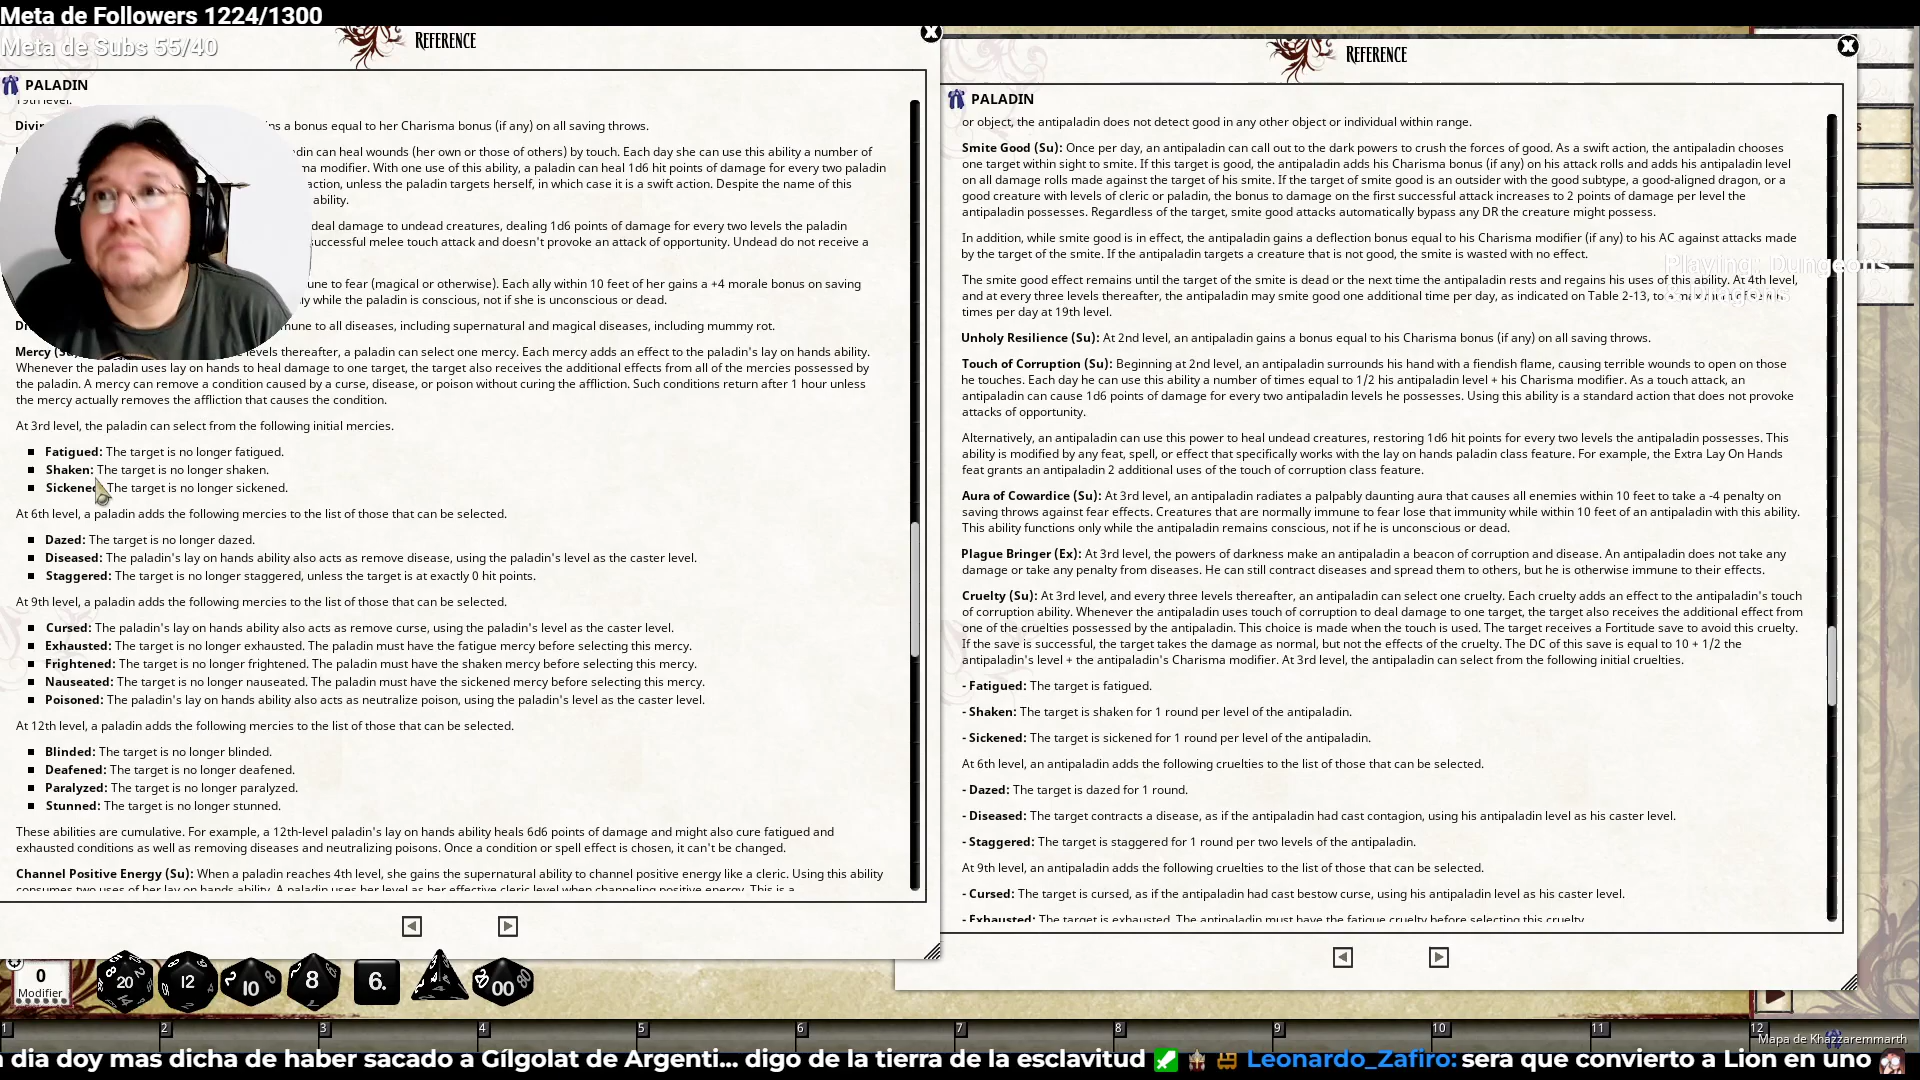 Meta de Followers 1224/1300
Meta de Subs 55/40
REFERENCE
PALADIN
19th level.
ns a bonus equal to her Charisma bonus (if any) on all saving throws.
din can heal wounds (her own or those of others) by touch. Each day she can use this ability a number of
ma modifier. With one use of this ability, a paladin can heal 1d6 hit points of damage for every two paladin
action, unless the paladin targets herself, in which case it is a swift action. Despite the name of this
ability.
deal damage to undead creatures, dealing 1d6 points of damage for every two levels the paladin
successful melee touch attack and doesn't provoke an attack of opportunity. Undead do not receive a
une to fear (magical or otherwise). Each ally within 10 feet of her gains a +4 morale bonus on saving
y while the paladin is conscious, not if she is unconscious or dead.
mune to all diseases, including supernatural and magical diseases, including mummy rot.
Mercy (Su) levels thereafter, a paladin can select one mercy. Each mercy adds an effect to the paladin's lay on hands ability.
Whenever the paladin uses lay on hands to heal damage to one target, the target also receives the additional effects from all of the mercies possessed by
the paladin. A mercy can remove a condition caused by a curse, disease, or poison without curing the affliction. Such conditions return after 1 hour unless
the mercy actually removes the affliction that causes the condition.
At 3rd level, the paladin can select from the following initial mercies.
Fatigued: The target is no longer fatigued.
Shaken: The target is no longer shaken.
Sickened The target is no longer sickened.
At 6th level, a paladin adds the following mercies to the list of those that can be selected.
Dazed: The target is no longer dazed.
Diseased: The paladin's lay on hands ability also acts as remove disease, using the paladin's level as the caster level.
Staggered: The target is no longer staggered, unless the target is at exactly 0 hit points.
At 9th level, a paladin adds the following mercies to the list of those that can be selected.
Cursed: The paladin's lay on hands ability also acts as remove curse, using the paladin's level as the caster level.
Exhausted: The target is no longer exhausted. The paladin must have the fatigue mercy before selecting this mercy.
Frightened: The target is no longer frightened. The paladin must have the shaken mercy before selecting this mercy.
Nauseated: The target is no longer nauseated. The paladin must have the sickened mercy before selecting this mercy.
Poisoned: The paladin's lay on hands ability also acts as neutralize poison, using the paladin's level as the caster level.
At 12th level, a paladin adds the following mercies to the list of those that can be selected.
Blinded: The target is no longer blinded.
Deafened: The target is no longer deafened.
Paralyzed: The target is no longer paralyzed.
Stunned: The target is no longer stunned.
These abilities are cumulative. For example, a 12th-level paladin's lay on hands ability heals 6d6 points of damage and might also cure fatigued and
exhausted conditions as well as removing diseases and neutralizing poisons. Once a condition or spell effect is chosen, it can't be changed.
Channel Positive Energy (Su): When a paladin reaches 4th level, she gains the supernatural ability to channel positive energy like a cleric. Using this ability
consumes two uses of her lay on hands ability. A paladin uses her level as her effective cleric level when channeling positive energy. This is a
REFERENCE
PALADIN
or object, the antipaladin does not detect good in any other object or individual within range.
Smite Good (Su): Once per day, an antipaladin can call out to the dark powers to crush the forces of good. As a swift action, the antipaladin chooses
one target within sight to smite. If this target is good, the antipaladin adds his Charisma bonus (if any) on his attack rolls and adds his antipaladin level
on all damage rolls made against the target of his smite. If the target of smite good is an outsider with the good subtype, a good-aligned dragon, or a
good creature with levels of cleric or paladin, the bonus to damage on the first successful attack increases to 2 points of damage per level the
antipaladin possesses. Regardless of the target, smite good attacks automatically bypass any DR the creature might possess.
In addition, while smite good is in effect, the antipaladin gains a deflection bonus equal to his Charisma modifier (if any) to his AC against attacks made
by the target of the smite. If the antipaladin targets a creature that is not good, the smite is wasted with no effect.
Playing: Dungeons & Dragons
The smite good effect remains until the target of the smite is dead or the next time the antipaladin rests and regains his uses of this ability. At 4th level,
and at every three levels thereafter, the antipaladin may smite good one additional time per day, as indicated on Table 2-13, to
times per day at 19th level.
Unholy Resilience (Su): At 2nd level, an antipaladin gains a bonus equal to his Charisma bonus (if any) on all saving throws.
Touch of Corruption (Su): Beginning at 2nd level, an antipaladin surrounds his hand with a fiendish flame, causing terrible wounds to open on those
he touches. Each day he can use this ability a number of times equal to 1/2 his antipaladin level + his Charisma modifier. As a touch attack, an
antipaladin can cause 1d6 points of damage for every two antipaladin levels he possesses. Using this ability is a standard action that does not provoke
attacks of opportunity.
Alternatively, an antipaladin can use this power to heal undead creatures, restoring 1d6 hit points for every two levels the antipaladin possesses. This
ability is modified by any feat, spell, or effect that specifically works with the lay on hands paladin class feature. For example, the Extra Lay On Hands
feat grants an antipaladin 2 additional uses of the touch of corruption class feature.
Aura of Cowardice (Su): At 3rd level, an antipaladin radiates a palpably daunting aura that causes all enemies within 10 feet to take a -4 penalty on
saving throws against fear effects. Creatures that are normally immune to fear lose that immunity while within 10 feet of an antipaladin with this ability.
This ability functions only while the antipaladin remains conscious, not if he is unconscious or dead.
Plague Bringer (Ex): At 3rd level, the powers of darkness make an antipaladin a beacon of corruption and disease. An antipaladin does not take any
damage or take any penalty from diseases. He can still contract diseases and spread them to others, but he is otherwise immune to their effects.
Cruelty (Su): At 3rd level, and every three levels thereafter, an antipaladin can select one cruelty. Each cruelty adds an effect to the antipaladin's touch
of corruption ability. Whenever the antipaladin uses touch of corruption to deal damage to one target, the target also receives the additional effect from
one of the cruelties possessed by the antipaladin. This choice is made when the touch is used. The target receives a Fortitude save to avoid this cruelty.
If the save is successful, the target takes the damage as normal, but not the effects of the cruelty. The DC of this save is equal to 10 + 1/2 the
antipaladin's level + the antipaladin's Charisma modifier. At 3rd level, the antipaladin can select from the following initial cruelties.
- Fatigued: The target is fatigued.
- Shaken: The target is shaken for 1 round per level of the antipaladin.
- Sickened: The target is sickened for 1 round per level of the antipaladin.
At 6th level, an antipaladin adds the following cruelties to the list of those that can be selected.
- Dazed: The target is dazed for 1 round.
- Diseased: The target contracts a disease, as if the antipaladin had cast contagion, using his antipaladin level as his caster level.
- Staggered: The target is staggered for 1 round per two levels of the antipaladin.
At 9th level, an antipaladin adds the following cruelties to the list of those that can be selected.
- Cursed: The target is cursed, as if the antipaladin had cast bestow curse, using his antipaladin level as his caster level.
- Exhausted: The target is exhausted. The antipaladin must have the fatigue cruelty before selecting this cruelty.
0
Modifier
20 12 10 8 6. 4 00
1 2 3 4 5 6 7 8 9 10 11 12
Mapa de Khazzaremmarth
dia doy mas dicha de haber sacado a Gílgolat de Argenti... digo de la tierra de la esclavitud Leonardo_Zafiro: sera que convierto a Lion en uno